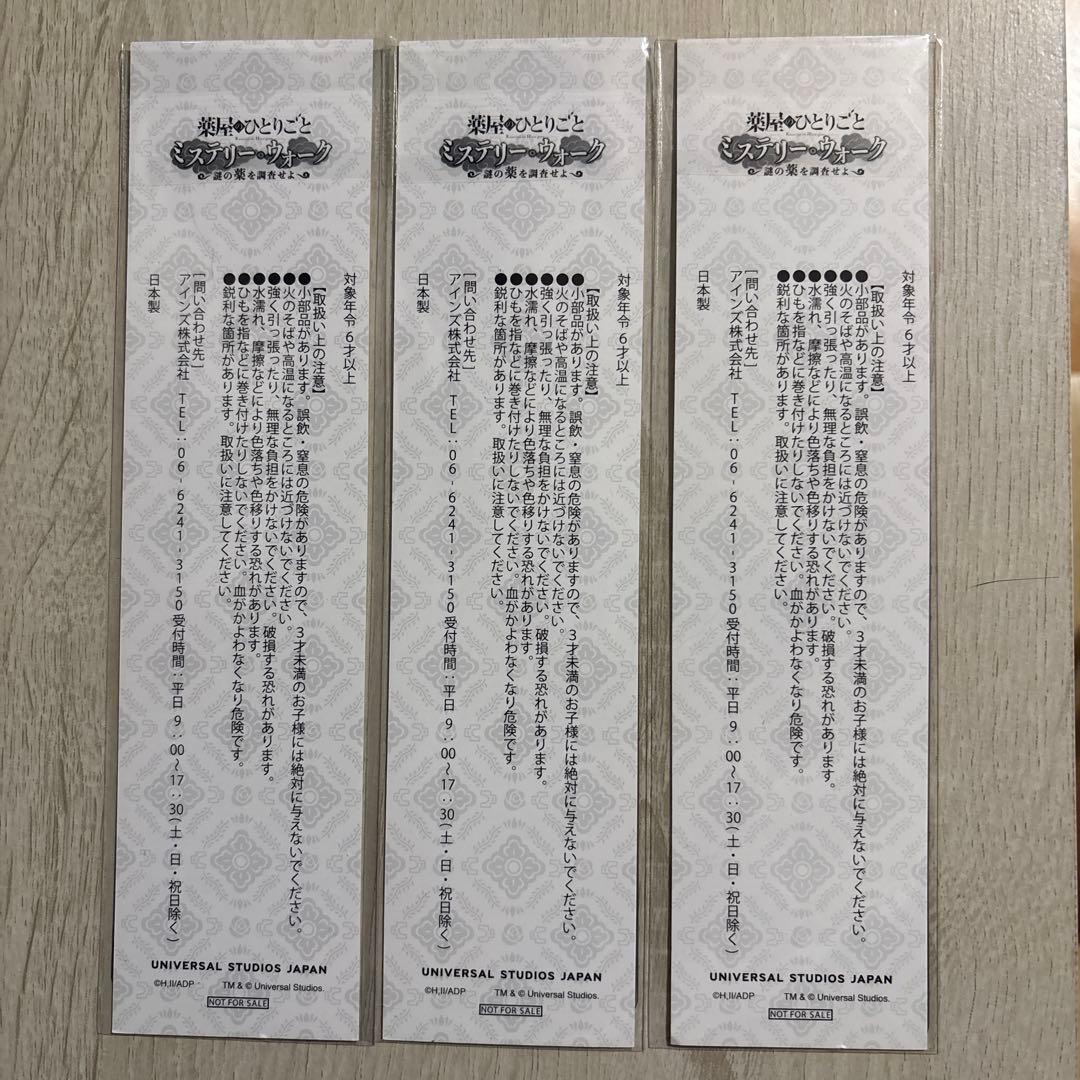 薬屋のひとりごと
ミステリー・ウォーク
～謎の薬を調査せよ～
対象年令 6才以上
【取扱い上の注意】
●小部品があります。誤飲・窒息の危険がありますので、3才未満のお子様には絶対に与えないでください。
●火のそばや高温になるところには近づけないでください。
●強く引っ張ったり、無理な負担をかけないでください。破損する恐れがあります。
●水濡れ、摩擦などにより色落ちや色移りする恐れがあります。
●ひもを指などに巻き付けたりしないでください。血がかよわなくなり危険です。
●鋭利な箇所があります。取扱いに注意してください。
[問い合わせ先]
アインズ株式会社 TEL:06-6241-3150受付時間:平日 9:00～17:30(土・日・祝日除く)
日本製
UNIVERSAL STUDIOS JAPAN
©H,II/ADP TM & © Universal Studios.
NOT FOR SALE
薬屋のひとりごと
ミステリー・ウォーク
～謎の薬を調査せよ～
対象年令 6才以上
【取扱い上の注意】
●小部品があります。誤飲・窒息の危険がありますので、3才未満のお子様には絶対に与えないでください。
●火のそばや高温になるところには近づけないでください。
●強く引っ張ったり、無理な負担をかけないでください。破損する恐れがあります。
●水濡れ、摩擦などにより色落ちや色移りする恐れがあります。
●ひもを指などに巻き付けたりしないでください。血がかよわなくなり危険です。
●鋭利な箇所があります。取扱いに注意してください。
[問い合わせ先]
アインズ株式会社 TEL:06-6241-3150受付時間:平日 9:00～17:30(土・日・祝日除く)
日本製
UNIVERSAL STUDIOS JAPAN
©H,II/ADP TM & © Universal Studios.
NOT FOR SALE
薬屋のひとりごと
ミステリー・ウォーク
～謎の薬を調査せよ～
対象年令 6才以上
【取扱い上の注意】
●小部品があります。誤飲・窒息の危険がありますので、3才未満のお子様には絶対に与えないでください。
●火のそばや高温になるところには近づけないでください。
●強く引っ張ったり、無理な負担をかけないでください。破損する恐れがあります。
●水濡れ、摩擦などにより色落ちや色移りする恐れがあります。
●ひもを指などに巻き付けたりしないでください。血がかよわなくなり危険です。
●鋭利な箇所があります。取扱いに注意してください。
[問い合わせ先]
アインズ株式会社 TEL:06-6241-3150受付時間:平日 9:00～17:30(土・日・祝日除く)
日本製
UNIVERSAL STUDIOS JAPAN
©H,II/ADP TM & © Universal Studios.
NOT FOR SALE